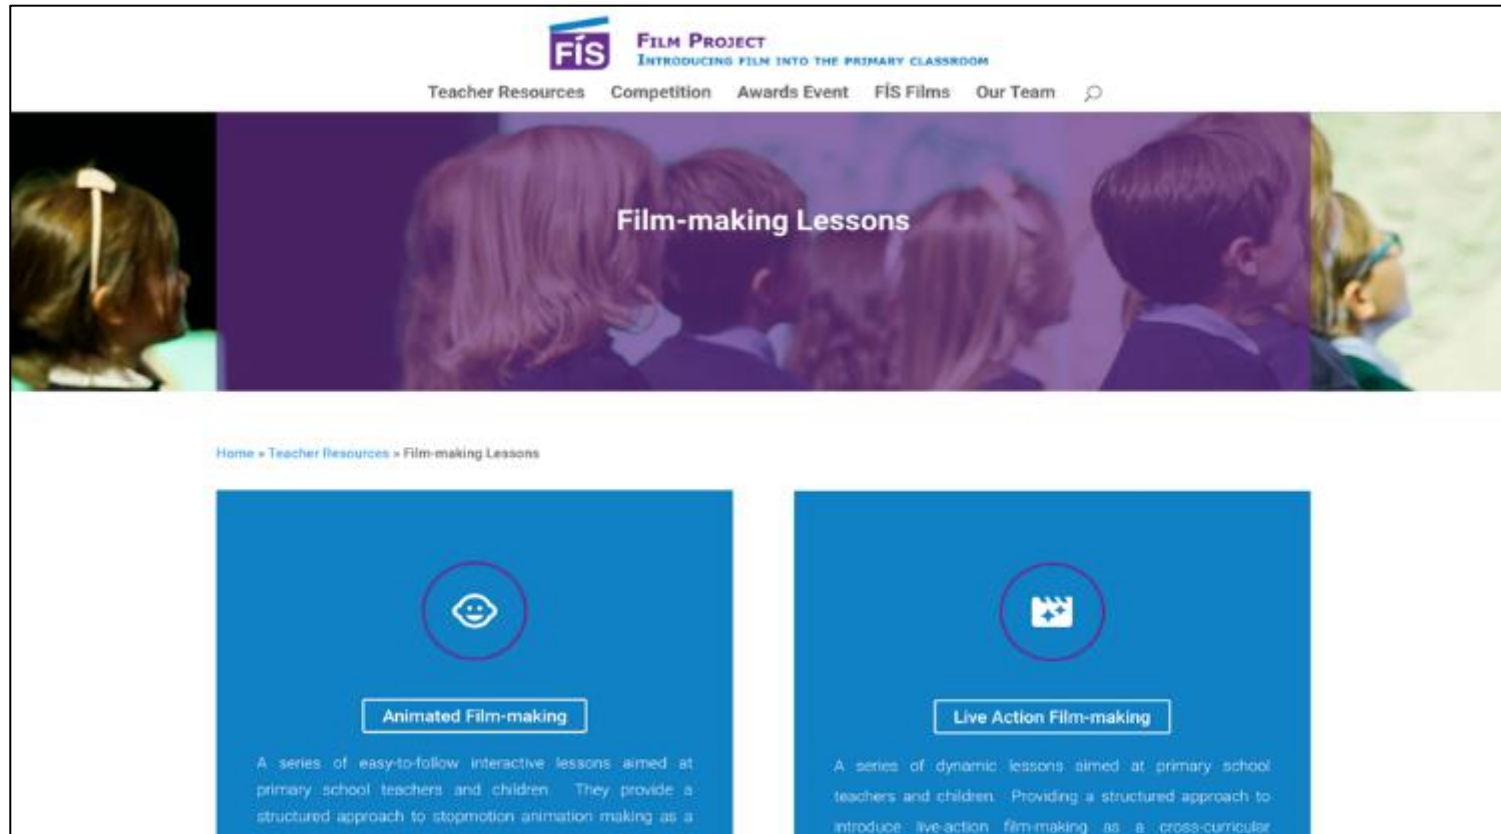 FÍS
FILM PROJECT
INTRODUCING FILM INTO THE PRIMARY CLASSROOM
Teacher Resources Competition Awards Event FÍS Films Our Team
Film-making Lessons
Home » Teacher Resources » Film-making Lessons
Animated Film-making
A series of easy-to-follow interactive lessons aimed at
primary school teachers and children. They provide a
structured approach to stopmotion animation making as a
Live Action Film-making
A series of dynamic lessons aimed at primary school
teachers and children. Providing a structured approach to
introduce live-action film-making as a cross-curricular